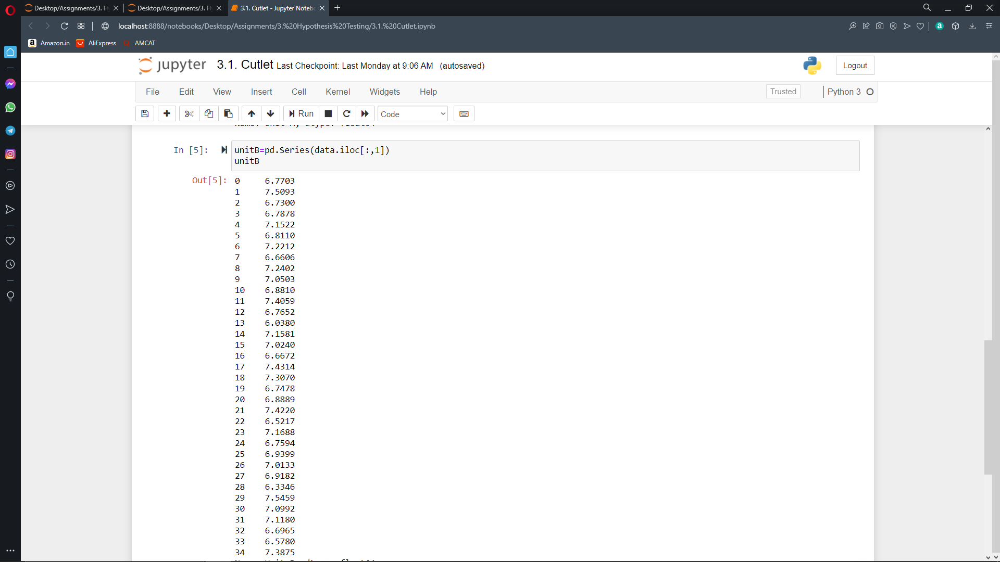 Desktop/Assignments/3. H
Desktop/Assignments/3. H
3.1. Cutlet - Jupyter Notebo
localhost:8888/notebooks/Desktop/Assignments/3.%20Hypothesis%20Testing/3.1.%20Cutlet.ipynb
Amazon.in AliExpress AMCAT
jupyter 3.1. Cutlet Last Checkpoint: Last Monday at 9:06 AM (autosaved)
Logout
File Edit View Insert Cell Kernel Widgets Help
Trusted Python 3
Run Code
Name: Unit A, dtype: float64
In [5]: unitB=pd.Series(data.iloc[:,1])
unitB
Out[5]: 0 6.7703
1 7.5093
2 6.7300
3 6.7878
4 7.1522
5 6.8110
6 7.2212
7 6.6606
8 7.2402
9 7.0503
10 6.8810
11 7.4059
12 6.7652
13 6.0380
14 7.1581
15 7.0240
16 6.6672
17 7.4314
18 7.3070
19 6.7478
20 6.8889
21 7.4220
22 6.5217
23 7.1688
24 6.7594
25 6.9399
26 7.0133
27 6.9182
28 6.3346
29 7.5459
30 7.0992
31 7.1180
32 6.6965
33 6.5780
34 7.3875